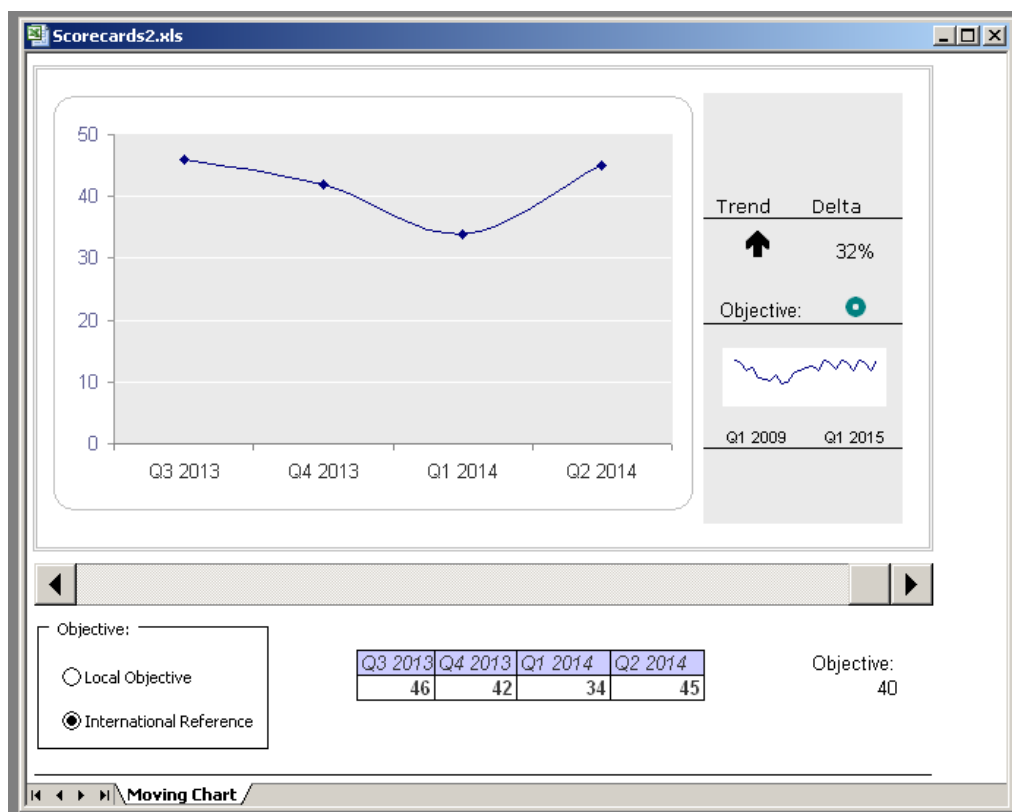 Scorecards2.xls
50
40
30
20
10
0
Q3 2013 Q4 2013 Q1 2014 Q2 2014
Trend Delta
32%
Objective:
Q1 2009 Q1 2015
Objective:
Local Objective
International Reference
Q3 2013 Q4 2013 Q1 2014 Q2 2014
46 42 34 45
Objective:
40
Moving Chart